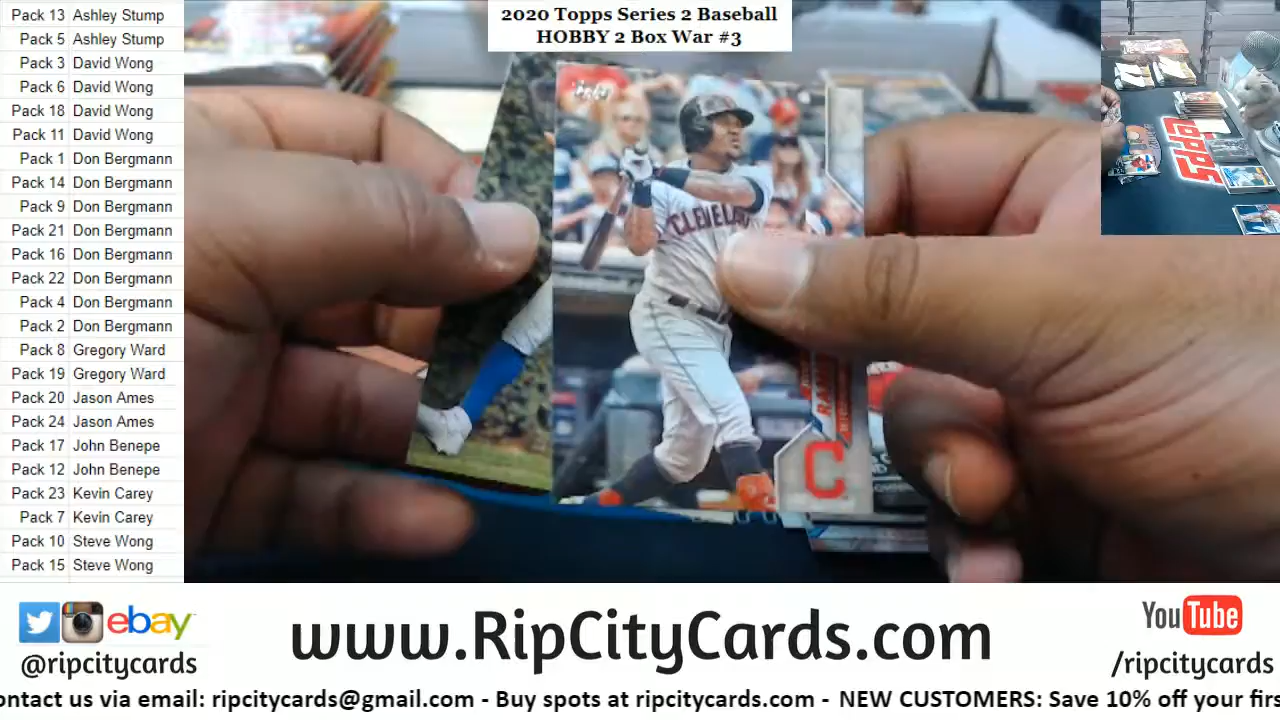 2020 Topps Series 2 Baseball
HOBBY 2 Box War #3
Pack 13 Ashley Stump
Pack 5 Ashley Stump
Pack 3 David Wong
Pack 6 David Wong
Pack 18 David Wong
Pack 11 David Wong
Pack 1 Don Bergmann
Pack 14 Don Bergmann
Pack 9 Don Bergmann
Pack 21 Don Bergmann
Pack 16 Don Bergmann
Pack 22 Don Bergmann
Pack 4 Don Bergmann
Pack 2 Don Bergmann
Pack 8 Gregory Ward
Pack 19 Gregory Ward
Pack 20 Jason Ames
Pack 24 Jason Ames
Pack 17 John Benepe
Pack 12 John Benepe
Pack 23 Kevin Carey
Pack 7 Kevin Carey
Pack 10 Steve Wong
Pack 15 Steve Wong
CLEVELA
C
topps
ebay
@ripcitycards
www.RipCityCards.com
YouTube
/ripcitycards
ontact us via email: ripcitycards@gmail.com - Buy spots at ripcitycards.com - NEW CUSTOMERS: Save 10% off your firs